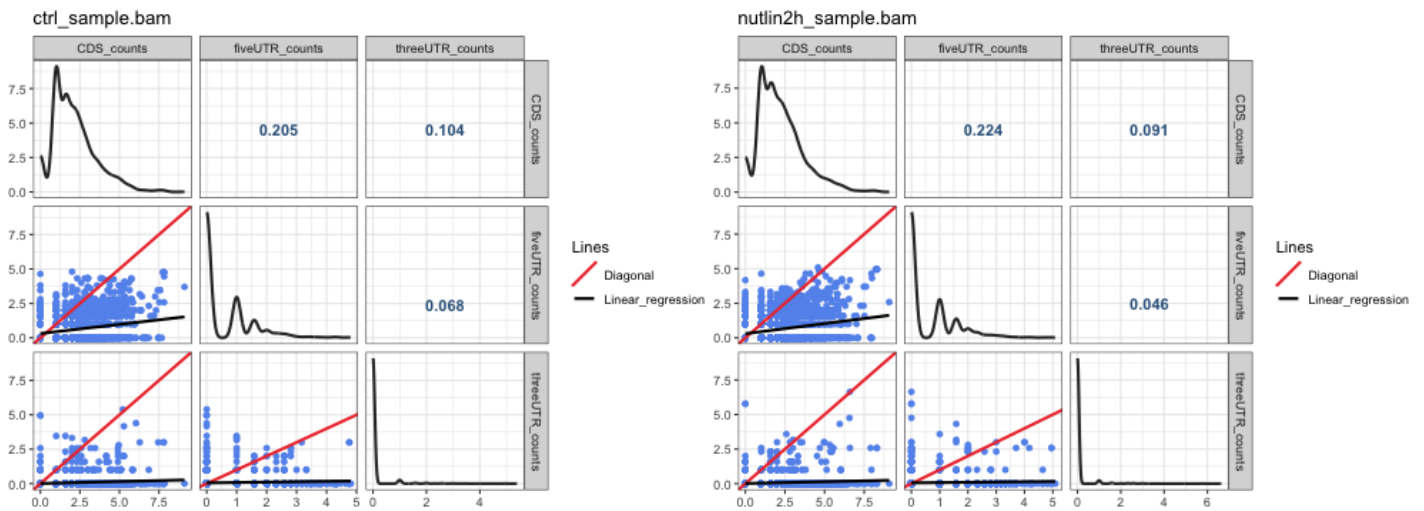 ctrl_sample.bam
CDS_counts fiveUTR_counts threeUTR_counts
7.5
5.0
2.5
0.0
0.205
0.104
CDS_counts
7.5
5.0
2.5
0.0
0.068
fiveUTR_counts
7.5
5.0
2.5
0.0
threeUTR_counts
0.0 2.5 5.0 7.5
0 1 2 3 4 5
0 2 4
Lines
Diagonal
Linear_regression
nutlin2h_sample.bam
CDS_counts fiveUTR_counts threeUTR_counts
7.5
5.0
2.5
0.0
0.224
0.091
CDS_counts
7.5
5.0
2.5
0.0
0.046
fiveUTR_counts
7.5
5.0
2.5
0.0
threeUTR_counts
0.0 2.5 5.0 7.5
0 1 2 3 4 5
0 2 4 6
Lines
Diagonal
Linear_regression